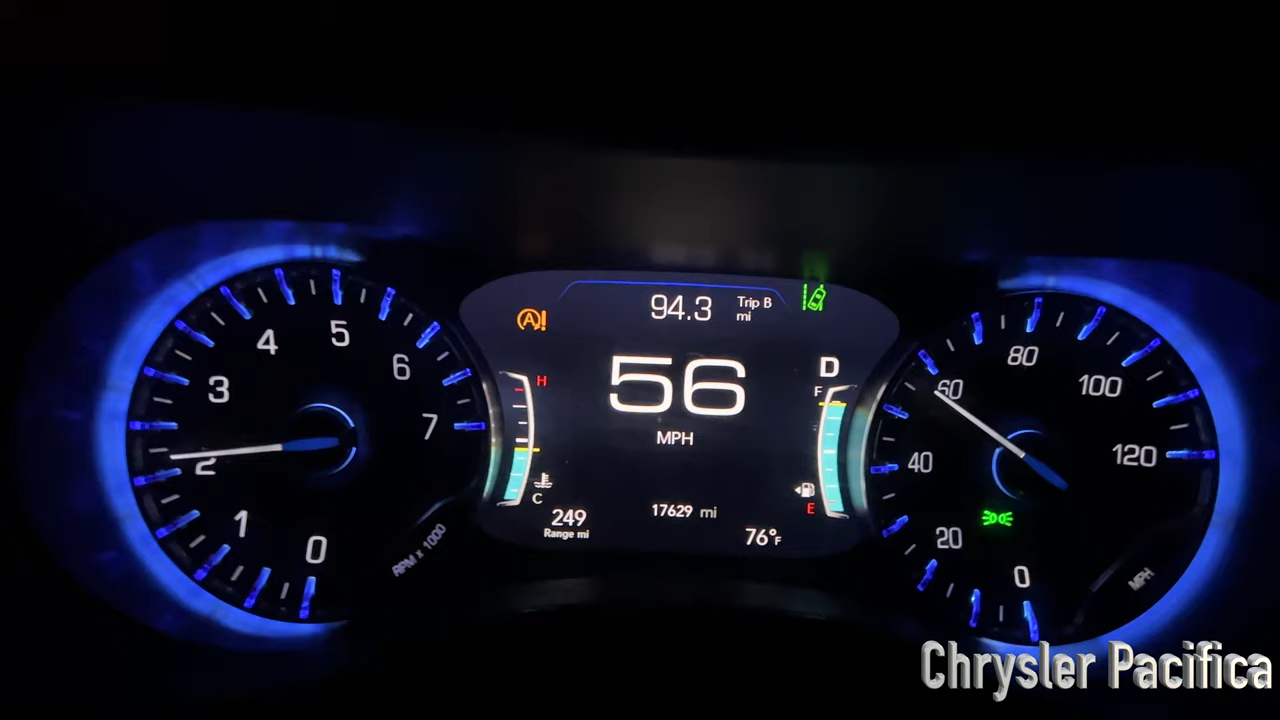 0
1
2
3
4
5
6
7
RPM x 1000
94.3 Trip B
mi
A!
H
56
MPH
D
F
C
E
249
Range mi
17629 mi
76°F
0
20
40
60
80
100
120
MPH
Chrysler Pacifica